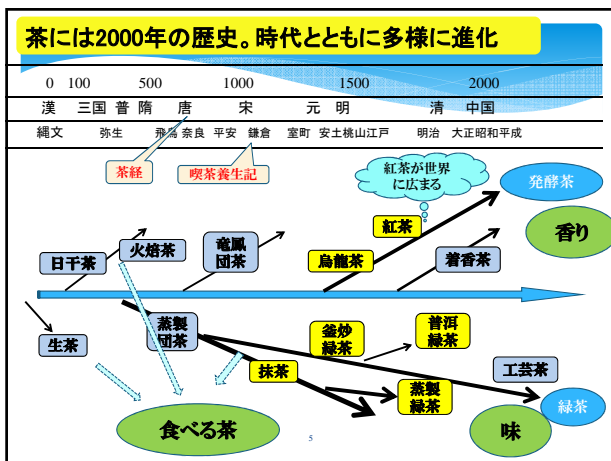 茶には2000年の歴史。時代とともに多様に進化
0 100 500 1000 1500 2000
漢 三国 普 隋 唐 宋 元 明 清 中国
縄文 弥生 飛鳥 奈良 平安 鎌倉 室町 安土桃山江戸 明治 大正昭和平成
茶経
喫茶養生記
紅茶が世界
に広まる
発酵茶
香り
紅茶
日干茶
火焙茶
竜鳳
団茶
烏龍茶
着香茶
生茶
蒸製
団茶
釜炒
緑茶
普洱
緑茶
抹茶
工芸茶
蒸製
緑茶
緑茶
食べる茶
味
5